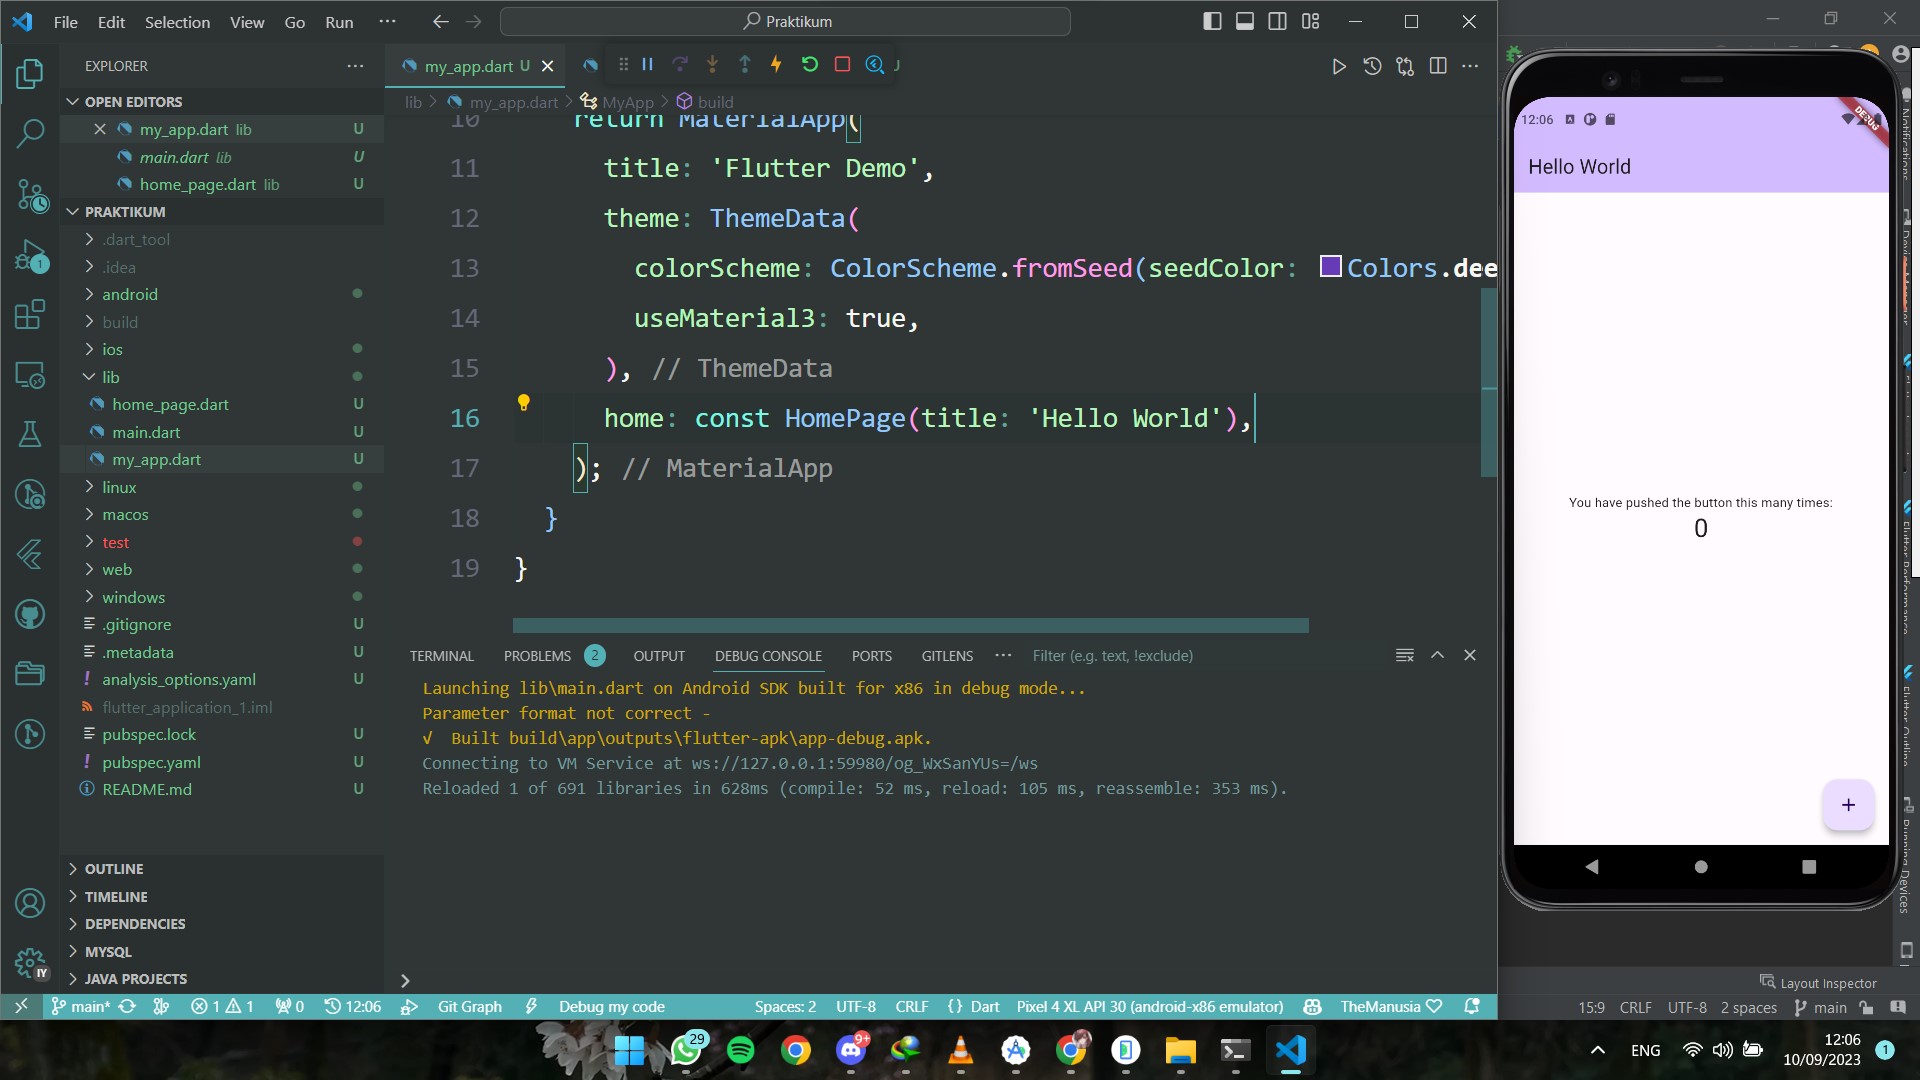 File Edit Selection View Go Run ···
Praktikum
EXPLORER
OPEN EDITORS
my_app.dart lib U
main.dart lib U
home_page.dart lib U
PRAKTIKUM
.dart_tool
.idea
android
build
ios
lib
home_page.dart U
main.dart U
my_app.dart U
linux
macos
test
web
windows
.gitignore U
.metadata U
analysis_options.yaml U
flutter_application_1.iml
pubspec.lock U
pubspec.yaml U
README.md U
OUTLINE
TIMELINE
DEPENDENCIES
MYSQL
JAVA PROJECTS
my_app.dart U
lib > my_app.dart > MyApp > build
10 return MaterialApp(
11 title: 'Flutter Demo',
12 theme: ThemeData(
13 colorScheme: ColorScheme.fromSeed(seedColor: Colors.dee
14 useMaterial3: true,
15 ), // ThemeData
16 home: const HomePage(title: 'Hello World'),
17 ); // MaterialApp
18 }
19 }
TERMINAL PROBLEMS 2 OUTPUT DEBUG CONSOLE PORTS GITLENS ··· Filter (e.g. text, !exclude)
Launching lib\main.dart on Android SDK built for x86 in debug mode...
Parameter format not correct -
√ Built build\app\outputs\flutter-apk\app-debug.apk.
Connecting to VM Service at ws://127.0.0.1:59980/og_WxSanYUs=/ws
Reloaded 1 of 691 libraries in 628ms (compile: 52 ms, reload: 105 ms, reassemble: 353 ms).
main* 1 1 0 12:06 Git Graph Debug my code Spaces: 2 UTF-8 CRLF {} Dart Pixel 4 XL API 30 (android-x86 emulator) TheManusia
12:06
DEBUG
Hello World
You have pushed the button this many times:
0
+
Notifications
Flutter Performance
Flutter Outline
Running Devices
Layout Inspector
15:9 CRLF UTF-8 2 spaces main
29
9+
ENG
12:06
10/09/2023
1